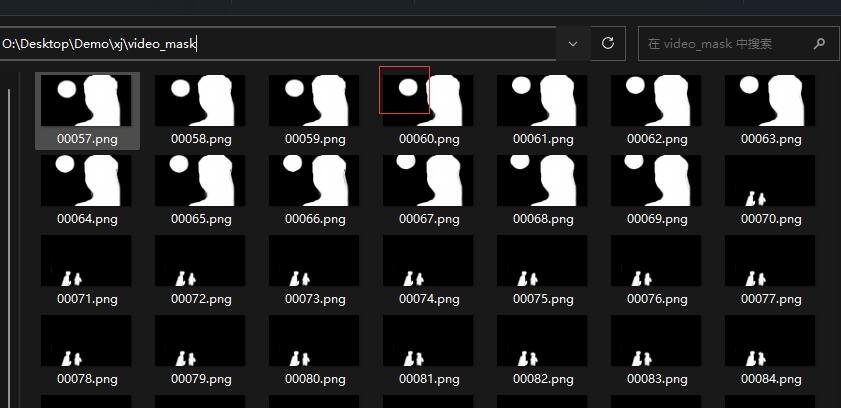 O:\Desktop\Demo\xj\video_mask
在 video_mask 中搜索
00057.png 00058.png 00059.png 00060.png 00061.png 00062.png 00063.png
00064.png 00065.png 00066.png 00067.png 00068.png 00069.png 00070.png
00071.png 00072.png 00073.png 00074.png 00075.png 00076.png 00077.png
00078.png 00079.png 00080.png 00081.png 00082.png 00083.png 00084.png